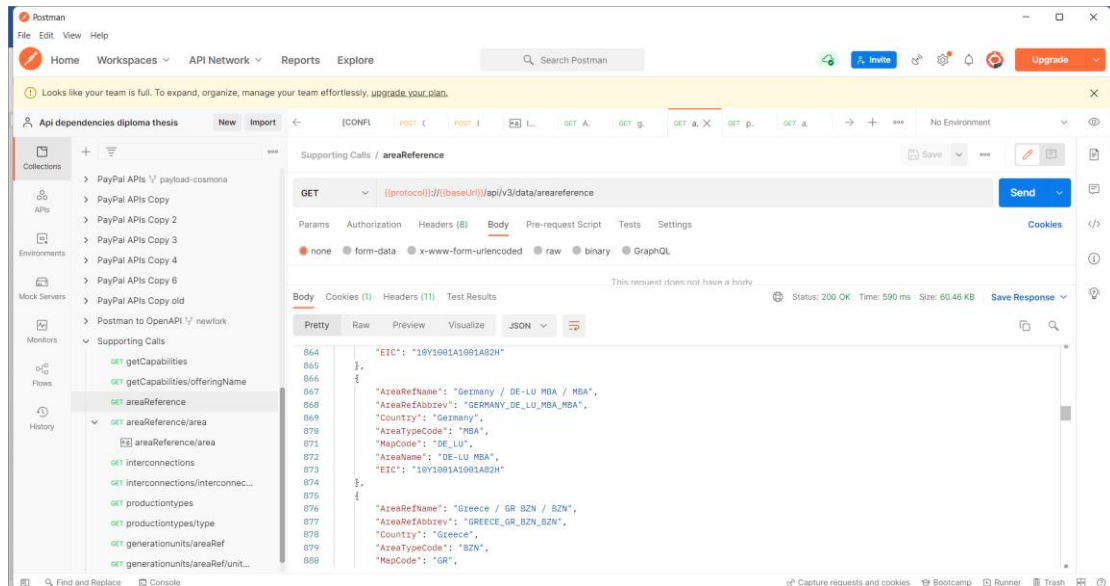 Postman
File Edit View Help
Home Workspaces API Network Reports Explore Search Postman Invite Upgrade
Looks like your team is full. To expand, organize, manage your team effortlessly, upgrade your plan.
Api dependencies diploma thesis New Import [CONFL POST POST I GET A. GET g. GET a. GET p. GET a. No Environment
Collections
APIs
Environments
Mock Servers
Monitors
Flows
History
PayPal APIs payload-cosmona
PayPal APIs Copy
PayPal APIs Copy 2
PayPal APIs Copy 3
PayPal APIs Copy 4
PayPal APIs Copy 6
PayPal APIs Copy old
Postman to OpenAPI newfork
Supporting Calls
GET getCapabilities
GET getCapabilities/offeringName
GET areaReference
GET areaReference/area
areaReference/area
GET interconnections
GET interconnections/interconnec...
GET productiontypes
GET productiontypes/type
GET generationunits/areaRef
GET generationunits/areaRef/unit...
Supporting Calls / areaReference Save
GET {{protocol}}://{{baseUrl}}/api/v3/data/areareference Send
Params Authorization Headers (8) Body Pre-request Script Tests Settings Cookies
none form-data x-www-form-urlencoded raw binary GraphQL
This request does not have a body
Body Cookies (1) Headers (11) Test Results Status: 200 OK Time: 590 ms Size: 60.46 KB Save Response
Pretty Raw Preview Visualize JSON
864 "EIC": "10Y1001A1001A82H"
865 },
866 {
867 "AreaRefName": "Germany / DE-LU MBA / MBA",
868 "AreaRefAbbrev": "GERMANY_DE_LU_MBA_MBA",
869 "Country": "Germany",
870 "AreaTypeCode": "MBA",
871 "MapCode": "DE_LU",
872 "AreaName": "DE-LU MBA",
873 "EIC": "10Y1001A1001A82H"
874 },
875 {
876 "AreaRefName": "Greece / GR BZN / BZN",
877 "AreaRefAbbrev": "GREECE_GR_BZN_BZN",
878 "Country": "Greece",
879 "AreaTypeCode": "BZN",
880 "MapCode": "GR",
Find and Replace Console Capture requests and cookies Bootcamp Runner Trash